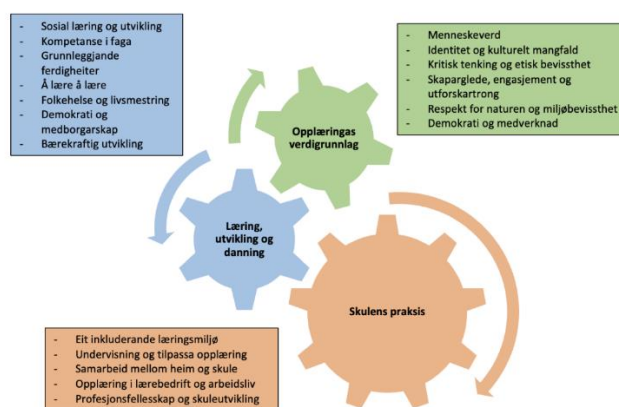 - Sosial læring og utvikling
- Kompetanse i faga
- Grunnleggjande
ferdigheiter
- Å lære å lære
- Folkehelse og livsmestring
- Demokrati og
medborgarskap
- Bærekraftig utvikling
- Menneskeverd
- Identitet og kulturelt mangfald
- Kritisk tenking og etisk bevissthet
- Skaparglede, engasjement og
utforskartrong
- Respekt for naturen og miljøbevissthet
- Demokrati og medverknad
Opplæringas
verdigrunnlag
Læring,
utvikling og
danning
Skulens praksis
- Eit inkluderande læringsmiljø
- Undervisning og tilpassa opplæring
- Samarbeid mellom heim og skule
- Opplæring i lærebedrift og arbeidsliv
- Profesjonsfellesskap og skuleutvikling